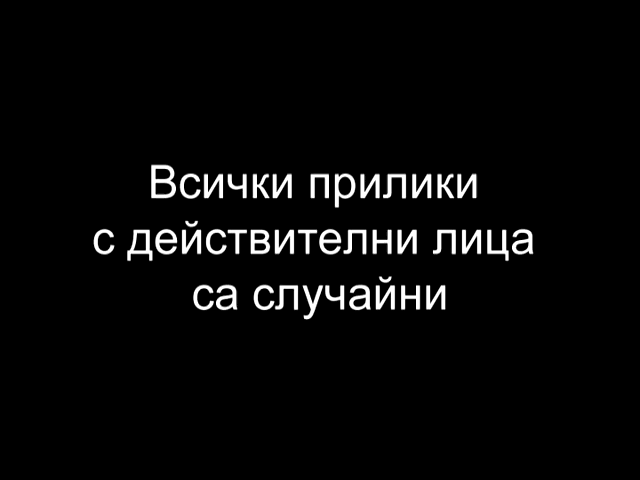 Всички прилики
с действителни лица
са случайни